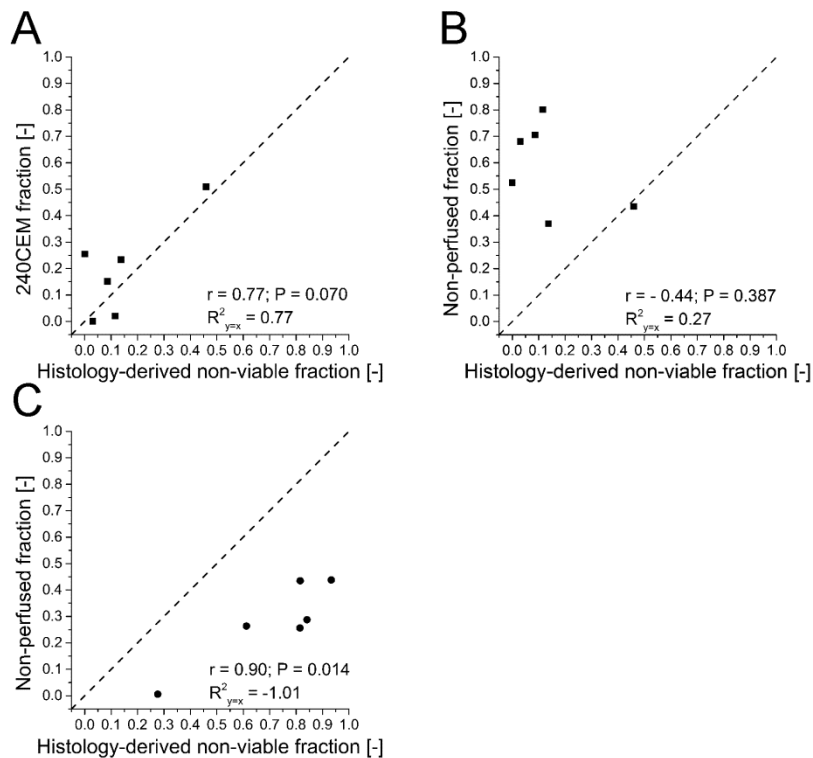 A
1.0
0.9
0.8
0.7
0.6
0.5
0.4
0.3
0.2
0.1
0.0
240CEM fraction [-]
r = 0.77; P = 0.070
R²y=x = 0.77
0.0 0.1 0.2 0.3 0.4 0.5 0.6 0.7 0.8 0.9 1.0
Histology-derived non-viable fraction [-]
B
1.0
0.9
0.8
0.7
0.6
0.5
0.4
0.3
0.2
0.1
0.0
Non-perfused fraction [-]
r = - 0.44; P = 0.387
R²y=x = 0.27
0.0 0.1 0.2 0.3 0.4 0.5 0.6 0.7 0.8 0.9 1.0
Histology-derived non-viable fraction [-]
C
1.0
0.9
0.8
0.7
0.6
0.5
0.4
0.3
0.2
0.1
0.0
Non-perfused fraction [-]
r = 0.90; P = 0.014
R²y=x = -1.01
0.0 0.1 0.2 0.3 0.4 0.5 0.6 0.7 0.8 0.9 1.0
Histology-derived non-viable fraction [-]